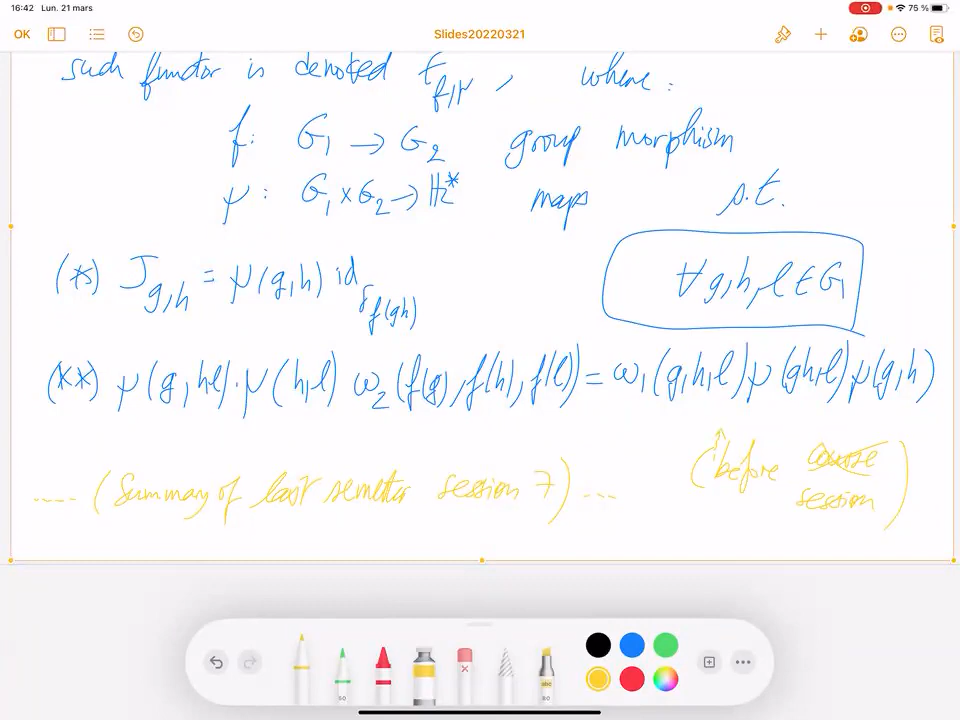 16:42 Lun. 21 mars
75 %
OK
Slides20220321
such functor is denoted F_{f,μ}, where:
f: G₁ → G₂ group morphism
μ: G₁ × G₂ → 𝕜* maps s.t.
(*) J_{g,h} = μ(g,h) id_{δ_{f(gh)}} ∀ g,h,l ∈ G₁
(**) μ(g,hl).μ(h,l) ω₂(f(g),f(h),f(l)) = ω₁(g,h,l) μ(gh,l) μ(g,h)
..... (Summary of last semester session 7) ... (before course
session)